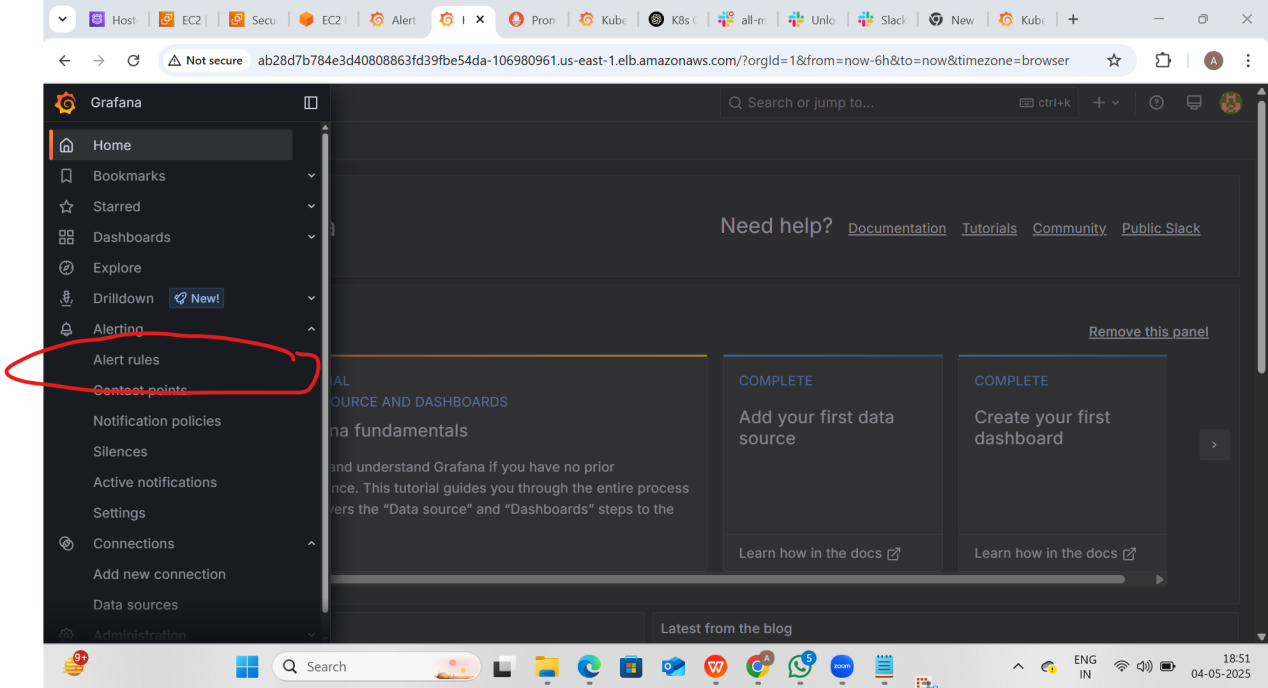 Host
EC2
Secu
EC2
Alert
Prom
Kube
K8s
all-m
Unlo
Slack
New
Kube
Not secure
ab28d7b784e3d40808863fd39fbe54da-106980961.us-east-1.elb.amazonaws.com/?orgId=1&from=now-6h&to=now&timezone=browser
A
Grafana
Search or jump to...
ctrl+k
Home
Bookmarks
Starred
Dashboards
Explore
Drilldown New!
Alerting
Alert rules
Contact points
Notification policies
Silences
Active notifications
Settings
Connections
Add new connection
Data sources
Administration
Need help? Documentation Tutorials Community Public Slack
Remove this panel
IAL
OURCE AND DASHBOARDS
na fundamentals
and understand Grafana if you have no prior
nce. This tutorial guides you through the entire process
vers the “Data source” and “Dashboards” steps to the
COMPLETE
Add your first data
source
Learn how in the docs
COMPLETE
Create your first
dashboard
Learn how in the docs
Latest from the blog
9+
Search
A
5
zoom
ENG
IN
18:51
04-05-2025